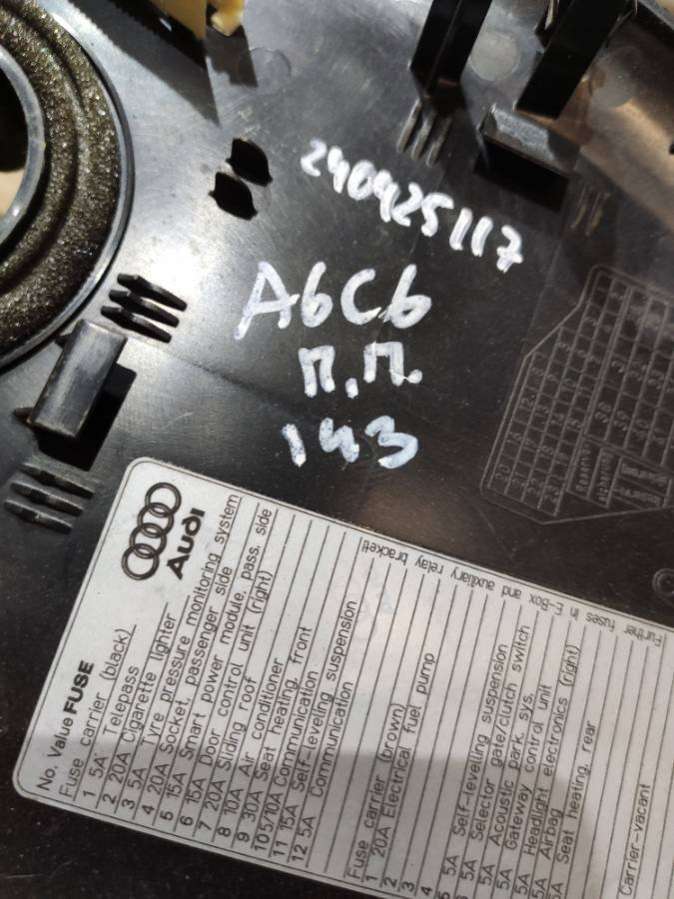 240425117
A6C6
П.П.
143
Audi
No. Value FUSE
Fuse carrier (black)
1 5A Telepass
2 20A Cigarette lighter
3 5A Tyre pressure monitoring system
4 20A Socket, passenger side
5 15A Smart power module, pass. side
6 15A Door control unit (right)
7 20A Sliding roof
8 10A Air conditioner
9 30A Seat heating, front
10 5/10A Communication
11 15A Self-leveling suspension
12 5A Communication
(Further fuses in E-Box and auxiliary relay bracket)
Fuse carrier (brown)
1 20A Electrical fuel pump
2
3
4
5 5A Self-leveling suspension
5A Selector gate/clutch switch
5A Acoustic park. sys.
5A Gateway control unit
5A Headlight electronics (right)
5A Airbag
5A Seat heating, rear
Carrier-vacant